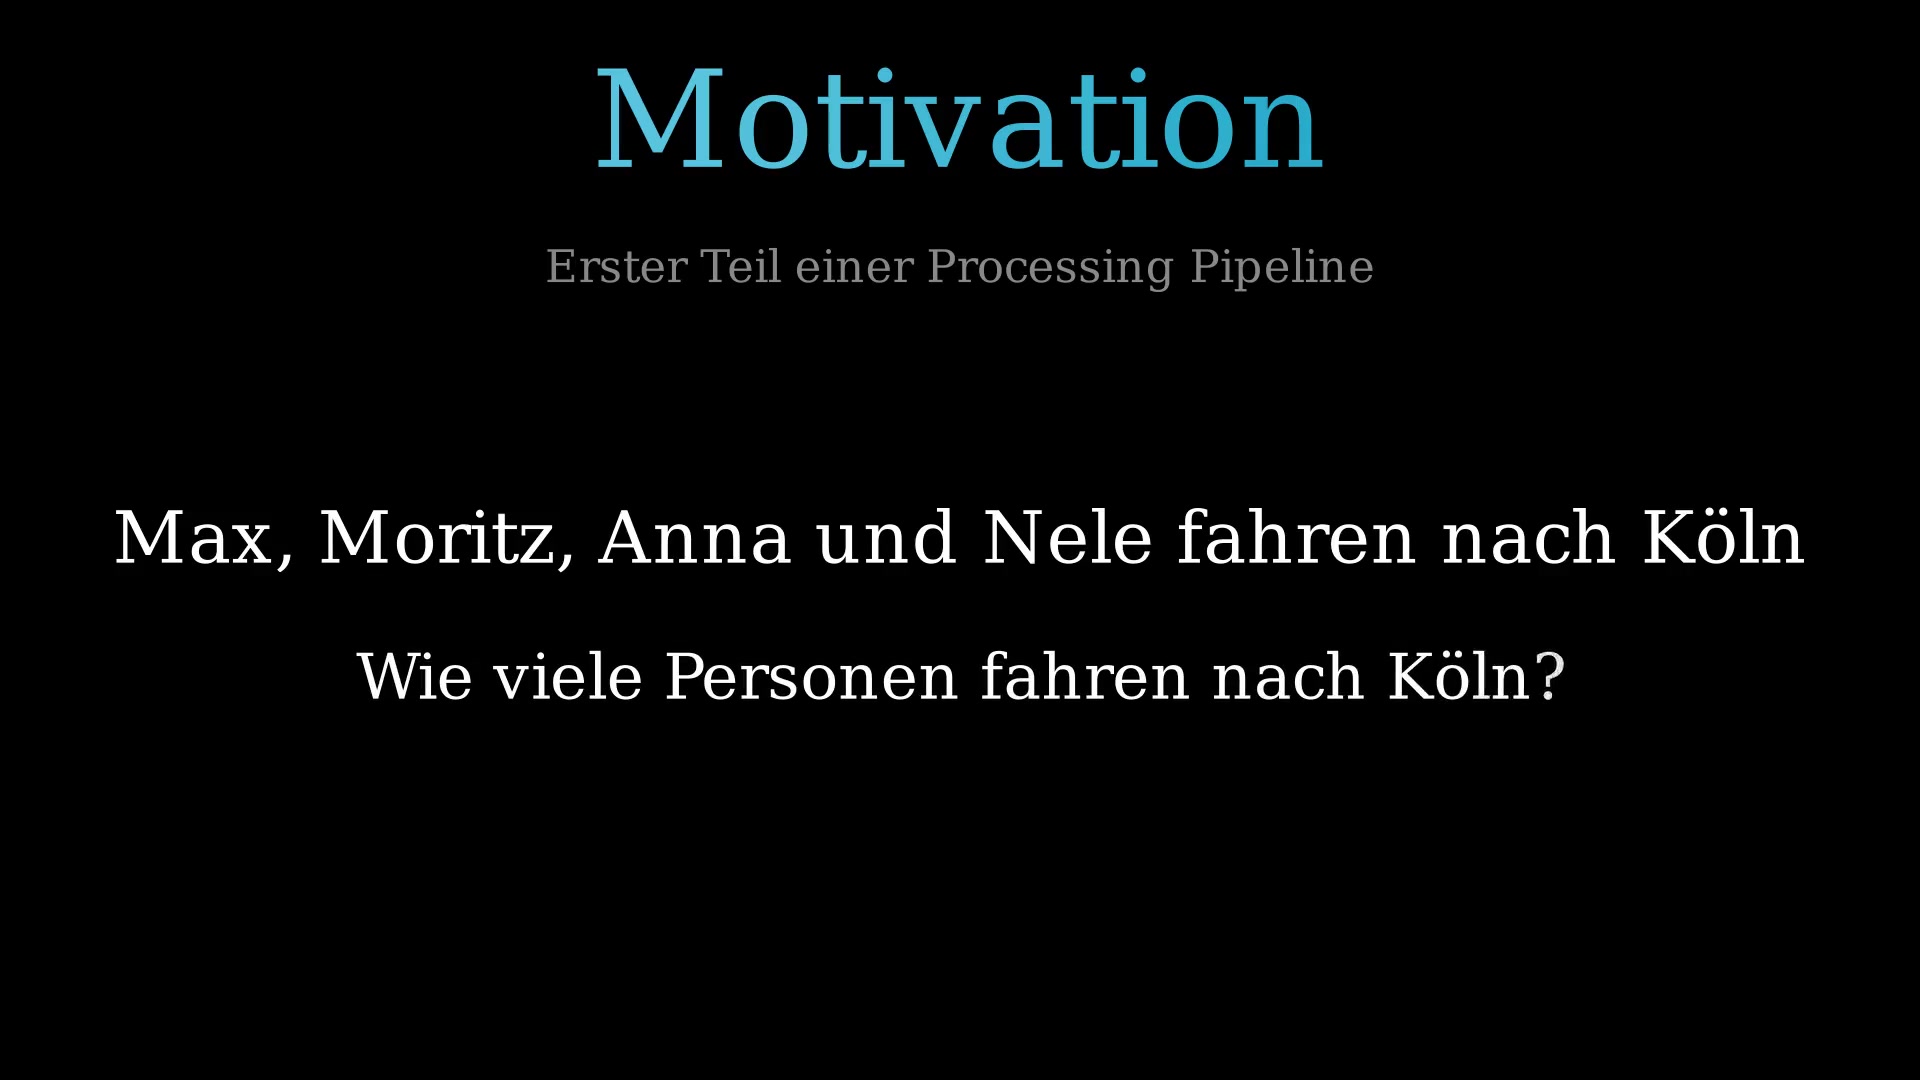 Motivation
Erster Teil einer Processing Pipeline
Max, Moritz, Anna und Nele fahren nach Köln
Wie viele Personen fahren nach Köln?